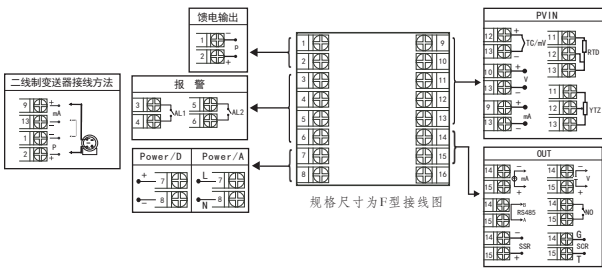 馈电输出
1 −
P
2 +
二线制变送器接线方法
9 +
mA
13 −
1 −
P
2 +
报 警
3 AL1 5 AL2
4 6
Power/D Power/A
+ 7 L 7
− 8 N 8
1 9
2 10
3 11
4 12
5 13
6 14
7 15
8 16
规格尺寸为F型接线图
PVIN
12 + TC/mV 11 RTD
13 − 12
10 + 13
V
13 − 11
9 + 12 YTZ
mA
13 − 13
OUT
14 − 14 −
mA V
15 + 15 +
14 B 14
RS485 NO
15 A 15
14 − 14 G
SSR SCR
15 + 15 T